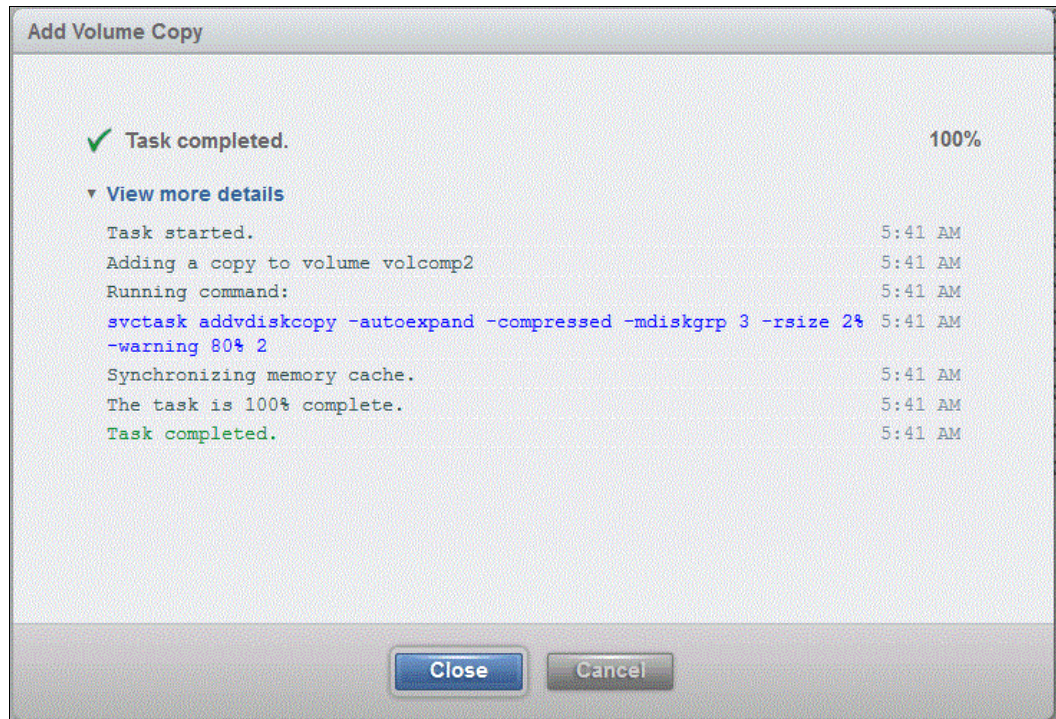 Add Volume Copy
Task completed. 100%
View more details
Task started. 5:41 AM
Adding a copy to volume volcomp2 5:41 AM
Running command: 5:41 AM
svctask addvdiskcopy -autoexpand -compressed -mdiskgrp 3 -rsize 2% 5:41 AM
-warning 80% 2
Synchronizing memory cache. 5:41 AM
The task is 100% complete. 5:41 AM
Task completed. 5:41 AM
Close Cancel